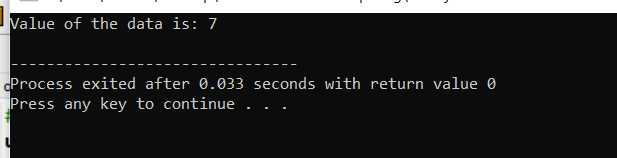 Value of the data is: 7
--------------------------------
Process exited after 0.033 seconds with return value 0
Press any key to continue . . .